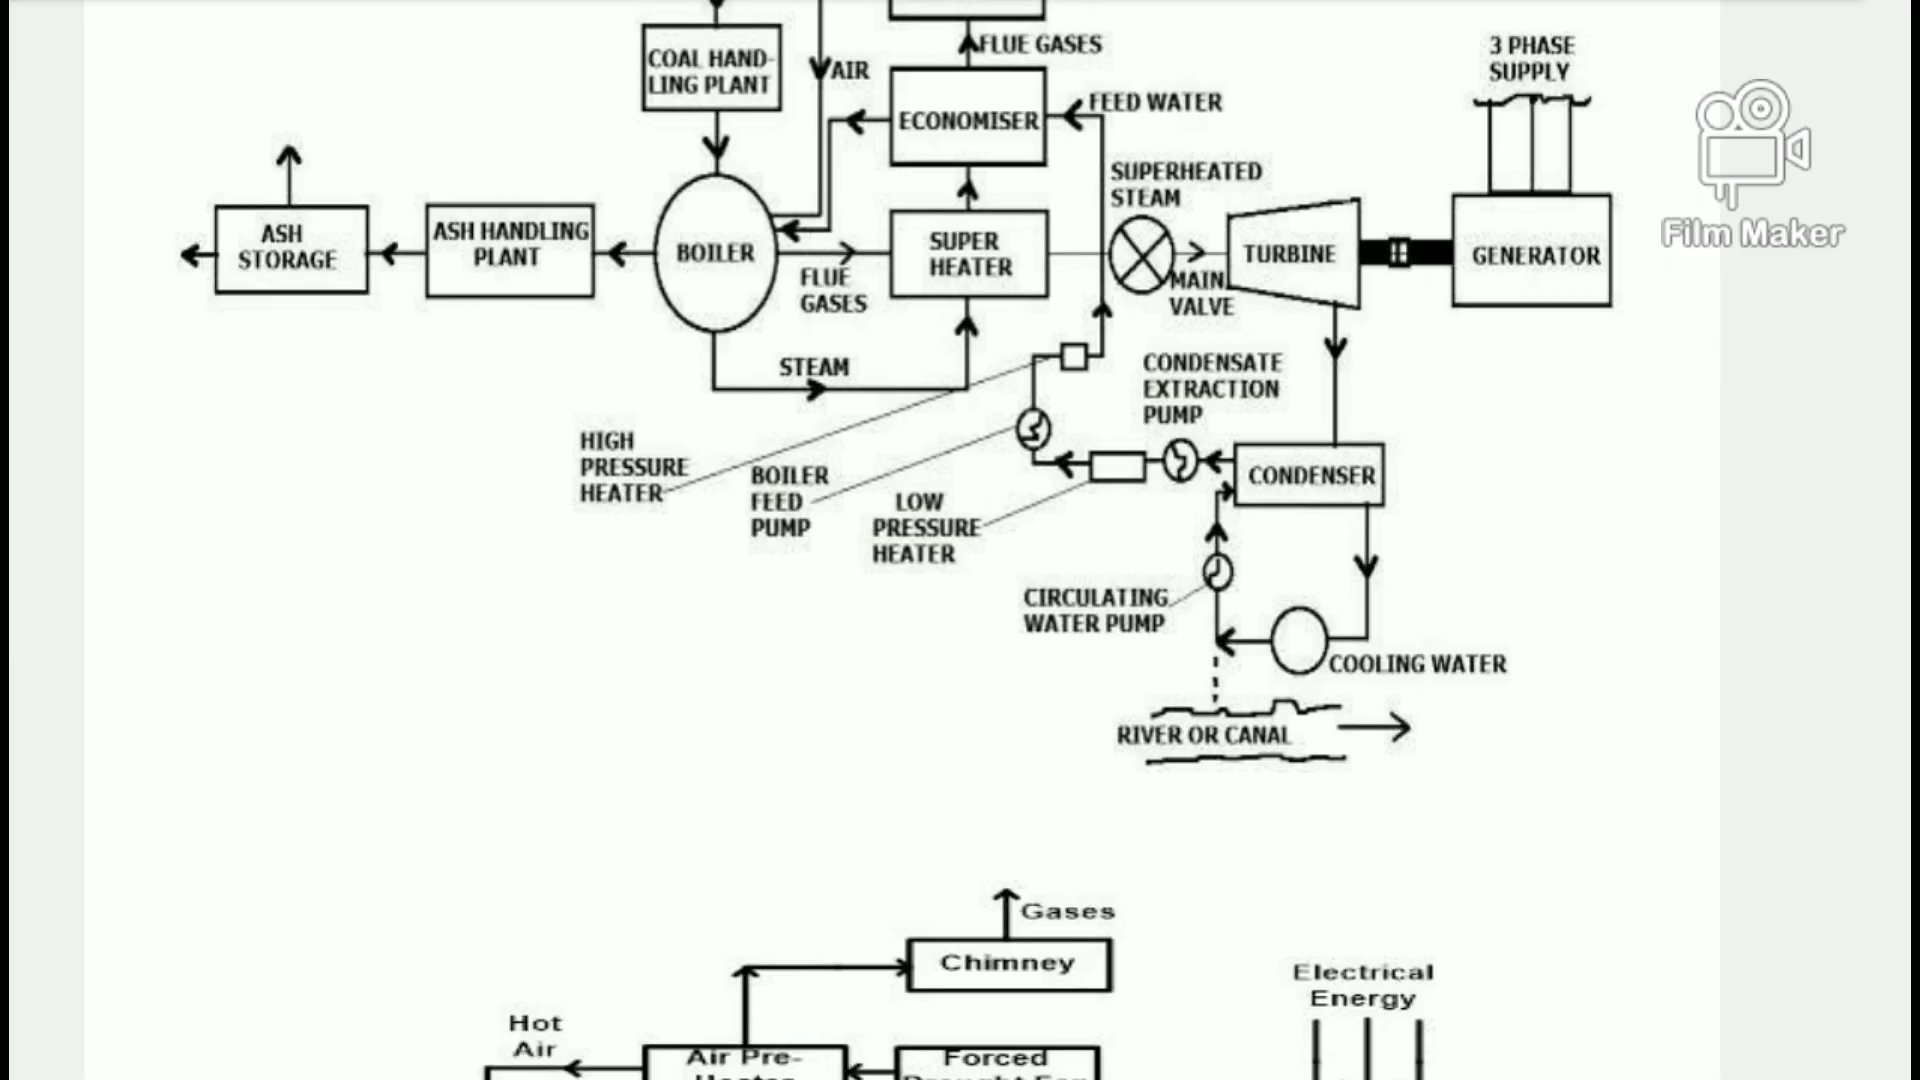 COAL HAND-
LING PLANT
AIR
FLUE GASES
ECONOMISER
FEED WATER
3 PHASE
SUPPLY
Film Maker
SUPERHEATED
STEAM
ASH
STORAGE
ASH HANDLING
PLANT
BOILER
FLUE
GASES
SUPER
HEATER
MAIN
VALVE
TURBINE
GENERATOR
STEAM
CONDENSATE
EXTRACTION
PUMP
HIGH
PRESSURE
HEATER
BOILER
FEED
PUMP
LOW
PRESSURE
HEATER
CONDENSER
CIRCULATING
WATER PUMP
COOLING WATER
RIVER OR CANAL
Gases
Chimney
Electrical
Energy
Hot
Air
Air Pre-
Heater
Forced
Draught Fan